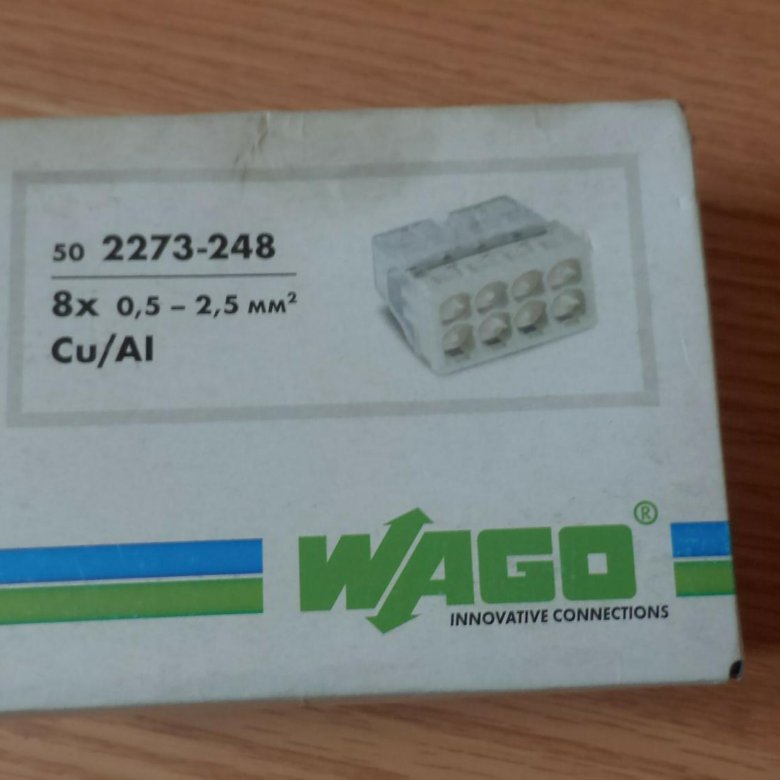 50 2273-248
8x 0,5 – 2,5 мм²
Cu/Al
WAGO®
INNOVATIVE CONNECTIONS